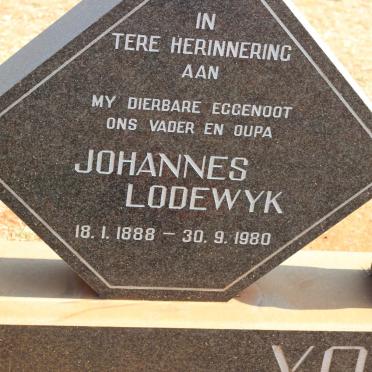 IN
TERE HERINNERING
AAN
MY DIERBARE EGGENOOT
ONS VADER EN OUPA
JOHANNES
LODEWYK
18.1.1888 – 30.9.1980